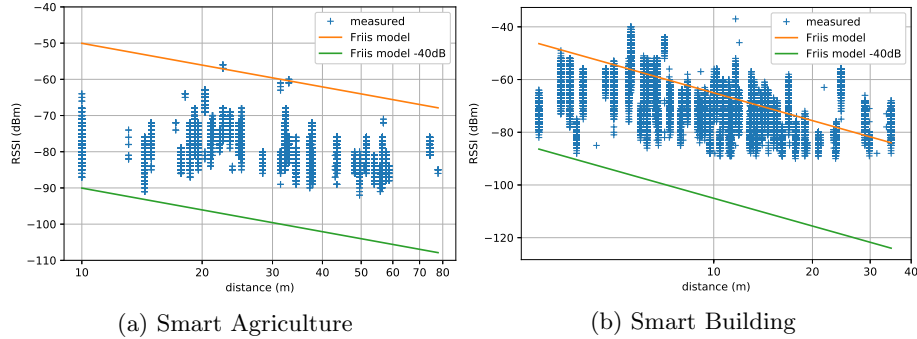 measured
Friis model
Friis model -40dB
−40
−50
−60
−70
−80
−90
−100
−110
RSSI (dBm)
10 20 30 40 50 60 70 80
distance (m)
(a) Smart Agriculture
measured
Friis model
Friis model -40dB
−40
−60
−80
−100
−120
RSSI (dBm)
10 20 30 40
distance (m)
(b) Smart Building